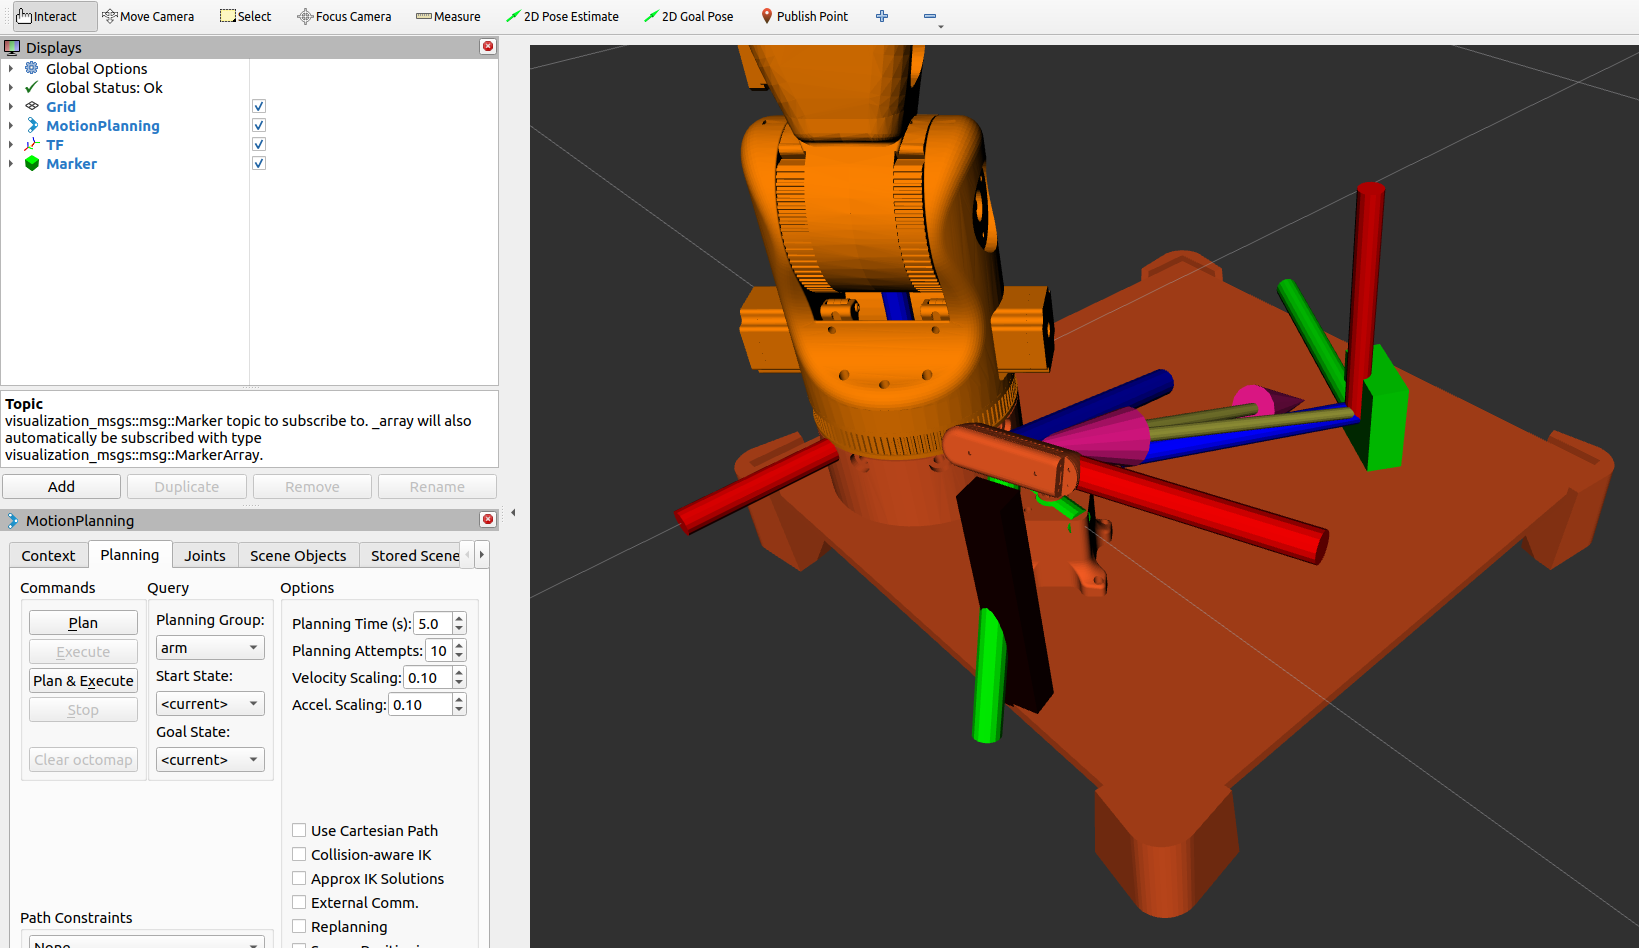 Interact Move Camera Select Focus Camera Measure 2D Pose Estimate 2D Goal Pose Publish Point
Displays
Global Options
Global Status: Ok
Grid
MotionPlanning
TF
Marker
Topic
visualization_msgs::msg::Marker topic to subscribe to. _array will also
automatically be subscribed with type
visualization_msgs::msg::MarkerArray.
Add Duplicate Remove Rename
MotionPlanning
Context Planning Joints Scene Objects Stored Scene
Commands Query Options
Plan
Execute
Plan & Execute
Stop
Clear octomap
Planning Group:
arm
Start State:
<current>
Goal State:
<current>
Planning Time (s): 5.0
Planning Attempts: 10
Velocity Scaling: 0.10
Accel. Scaling: 0.10
Use Cartesian Path
Collision-aware IK
Approx IK Solutions
External Comm.
Replanning
Path Constraints
None